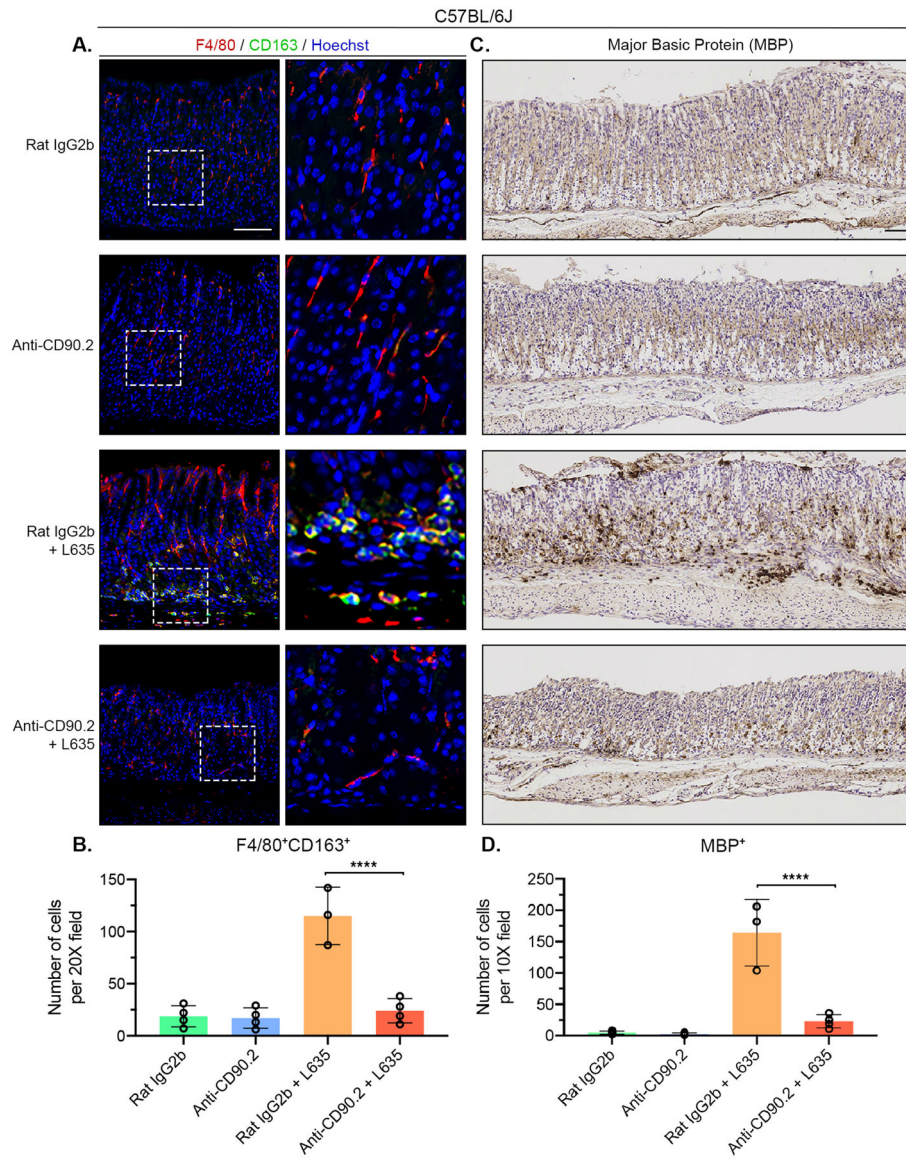 C57BL/6J
A.
F4/80 / CD163 / Hoechst
C.
Major Basic Protein (MBP)
Rat IgG2b
Anti-CD90.2
Rat IgG2b
+ L635
Anti-CD90.2
+ L635
B.
F4/80⁺CD163⁺
****
Number of cells
per 20X field
150
100
50
0
Rat IgG2b
Anti-CD90.2
Rat IgG2b + L635
Anti-CD90.2 + L635
D.
MBP⁺
****
Number of cells
per 10X field
250
200
150
100
50
0
Rat IgG2b
Anti-CD90.2
Rat IgG2b + L635
Anti-CD90.2 + L635